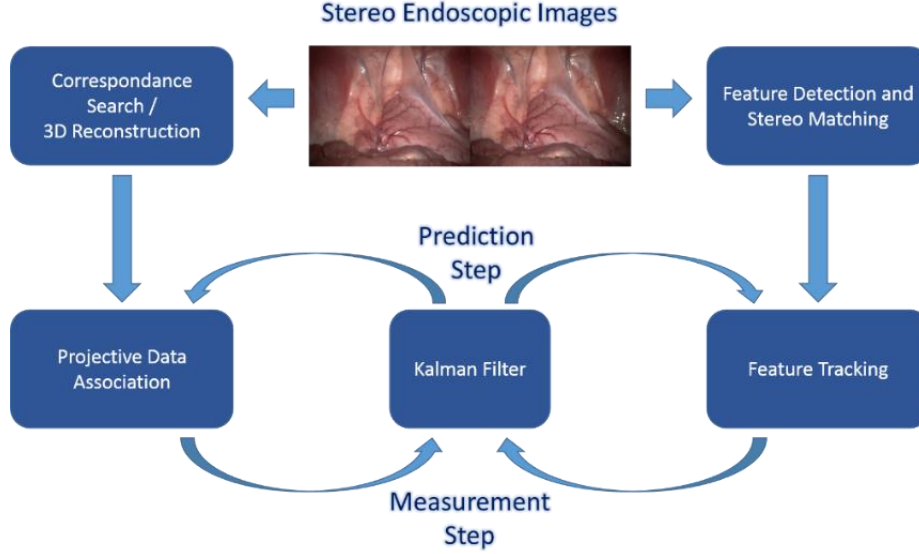 Stereo Endoscopic Images
Correspondance
Search /
3D Reconstruction
Feature Detection and
Stereo Matching
Prediction
Step
Projective Data
Association
Kalman Filter
Feature Tracking
Measurement
Step